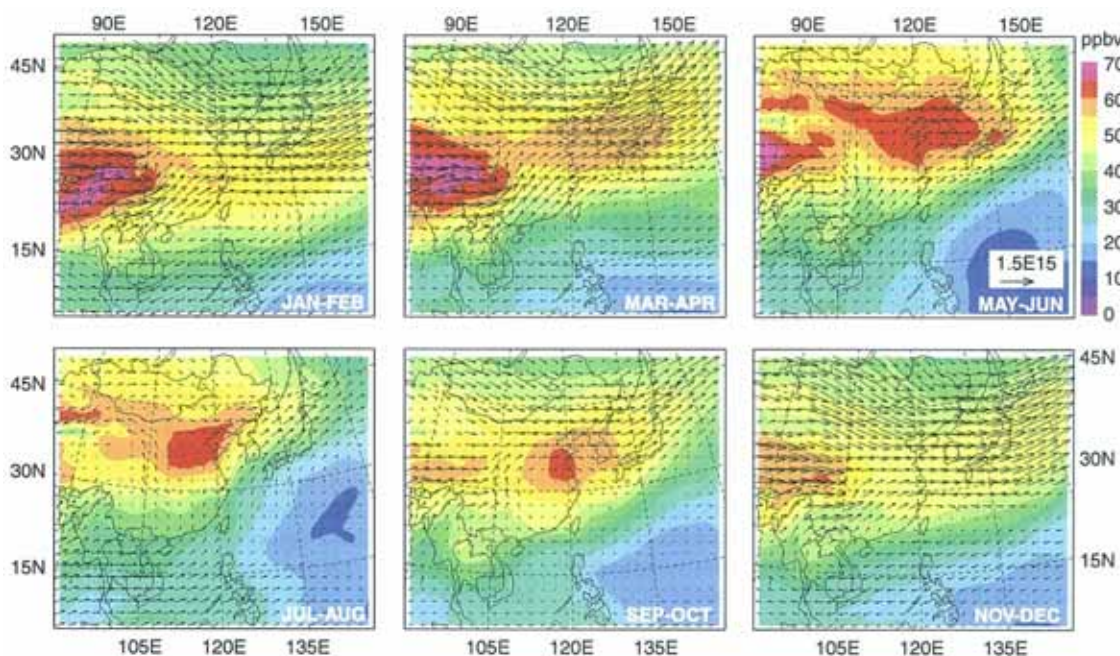 90E 120E 150E 90E 120E 150E 90E 120E 150E
ppbv
45N 70
60
50
30N 40
30
15N 20
1.5E15 10
JAN-FEB MAR-APR MAY-JUN 0
45N 45N
30N 30N
15N 15N
JUL-AUG SEP-OCT NOV-DEC
105E 120E 135E 105E 120E 135E 105E 120E 135E